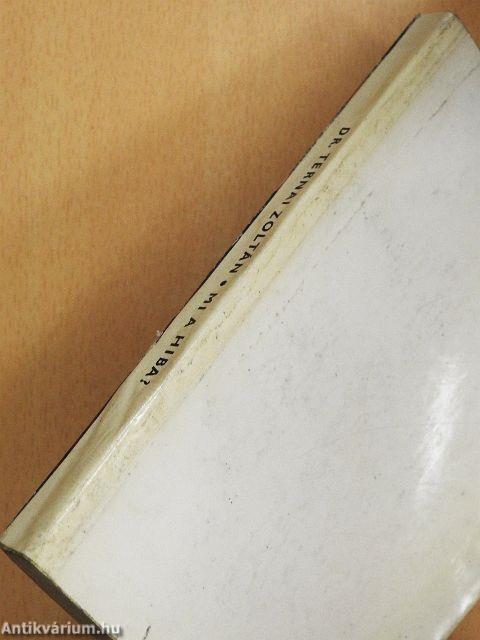 DR. TERNAI ZOLTÁN • MI A HIBA?
Antikvárium.hu